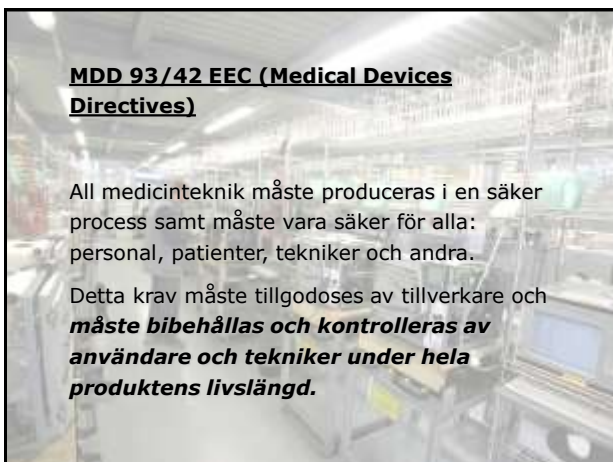 MDD 93/42 EEC (Medical Devices
Directives)
All medicinteknik måste produceras i en säker
process samt måste vara säker för alla:
personal, patienter, tekniker och andra.
Detta krav måste tillgodoses av tillverkare och
måste bibehållas och kontrolleras av
användare och tekniker under hela
produktens livslängd.